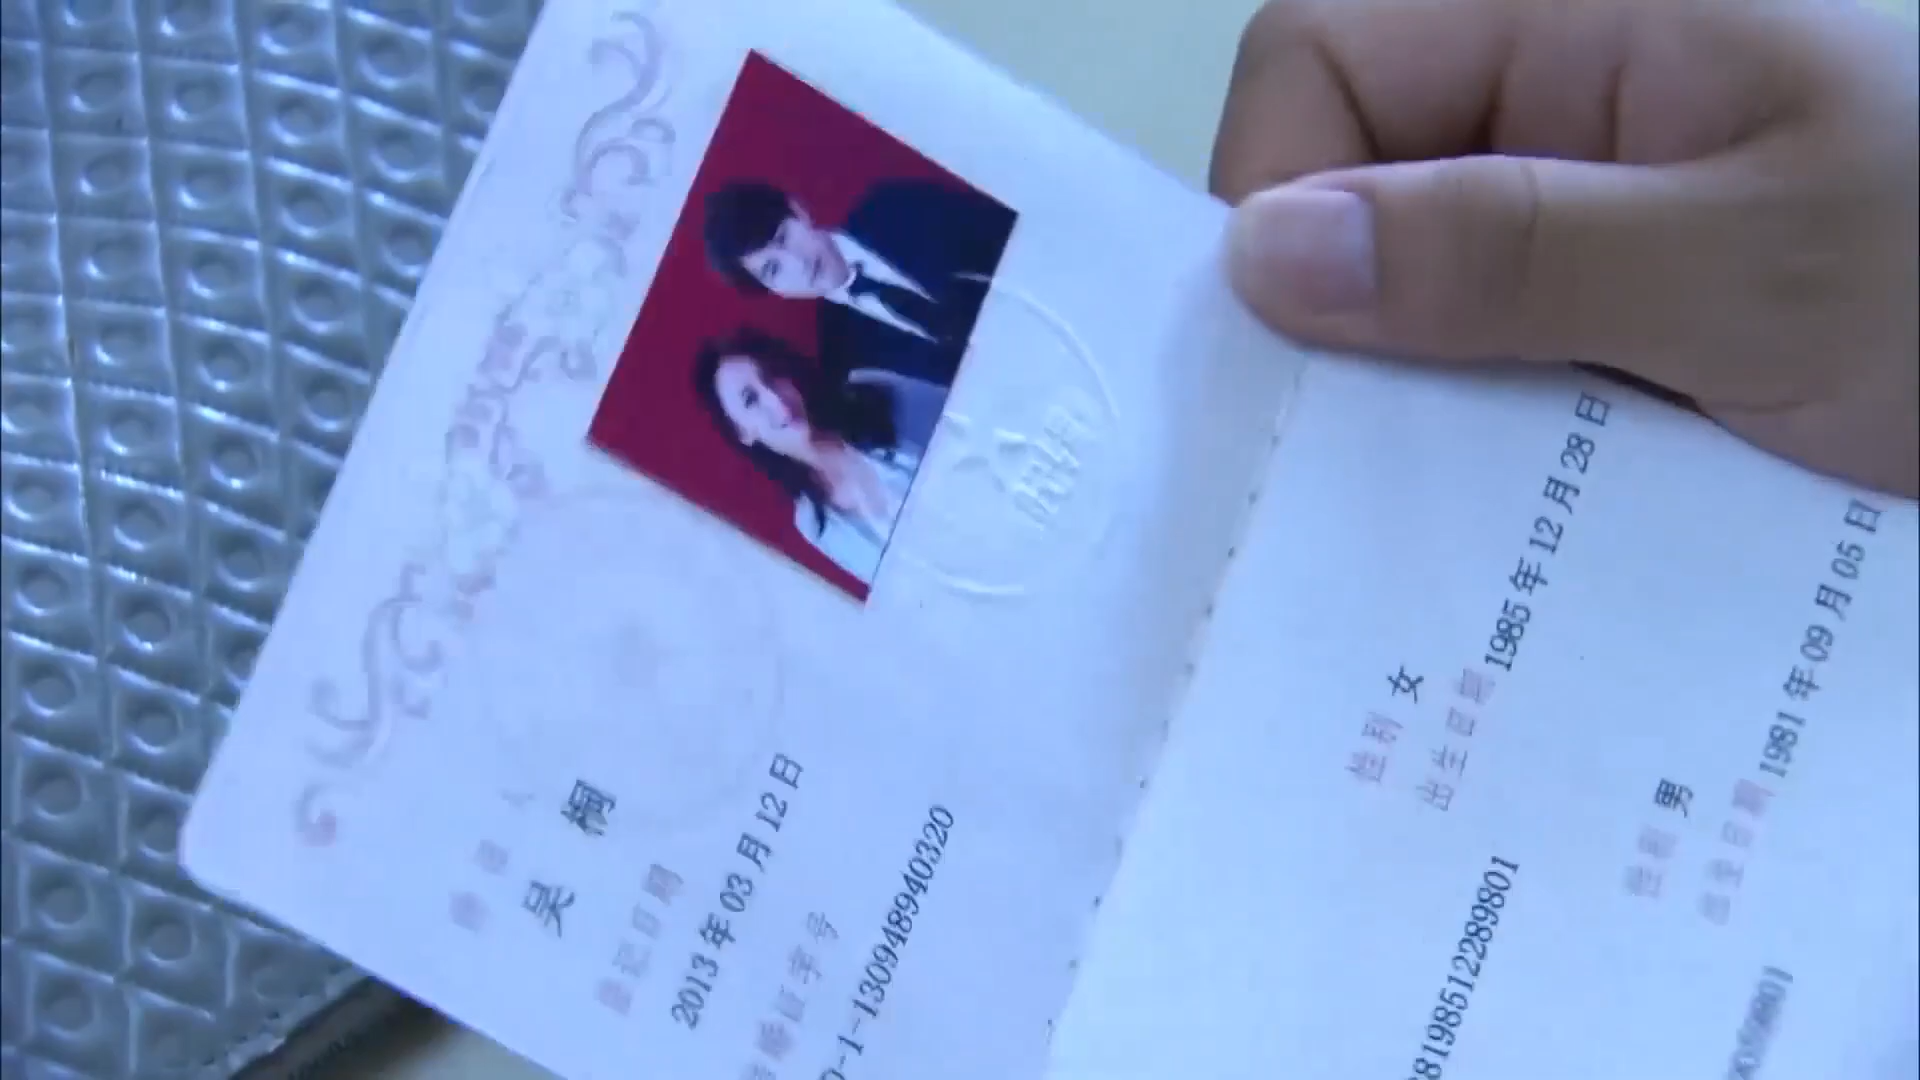 吴桐
登记日期
2013年03月12日
结婚证字号
0-1-130948940320
性别 女
出生日期 1985年12月28日
8198512289801
性别 男
出生日期 1981年09月05日